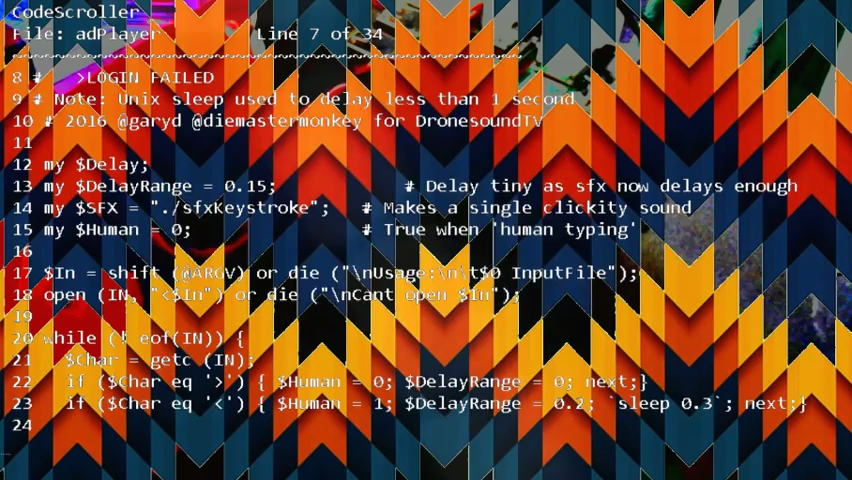 CodeScroller
File: adPlayer Line 7 of 34
~~~~~~~~~~~~~~~~~~~~~~~~~~~~~~~~~~~~~~~~~~~~~~~~
8 # >LOGIN FAILED
9 # Note: Unix sleep used to delay less than 1 second
10 # 2016 @garyd @diemastermonkey for DronesoundTV
11
12 my $Delay;
13 my $DelayRange = 0.15; # Delay tiny as sfx now delays enough
14 my $SFX = "./sfxKeystroke"; # Makes a single clickity sound
15 my $Human = 0; # True when 'human typing'
16
17 $In = shift (@ARGV) or die ("\nUsage:\n\t$0 InputFile");
18 open (IN, "<$In") or die ("\nCant open $In");
19
20 while (! eof(IN)) {
21 $Char = getc (IN);
22 if ($Char eq '>') { $Human = 0; $DelayRange = 0; next;}
23 if ($Char eq '<') { $Human = 1; $DelayRange = 0.2; `sleep 0.3`; next;}
24